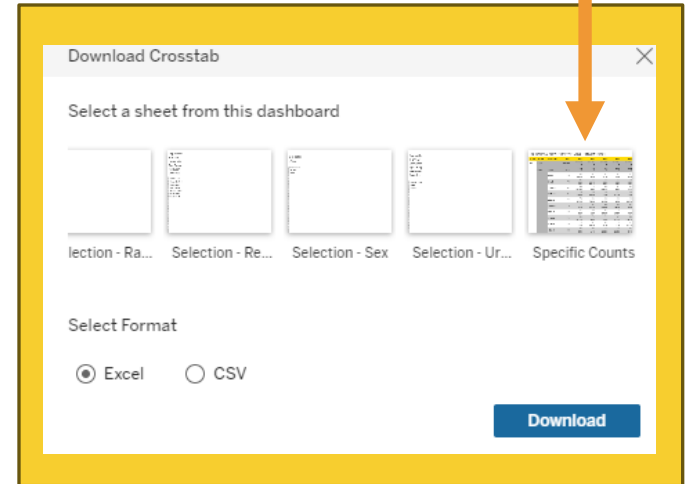 Download Crosstab
Select a sheet from this dashboard
lection - Ra... Selection - Re... Selection - Sex Selection - Ur... Specific Counts
Select Format
Excel CSV
Download